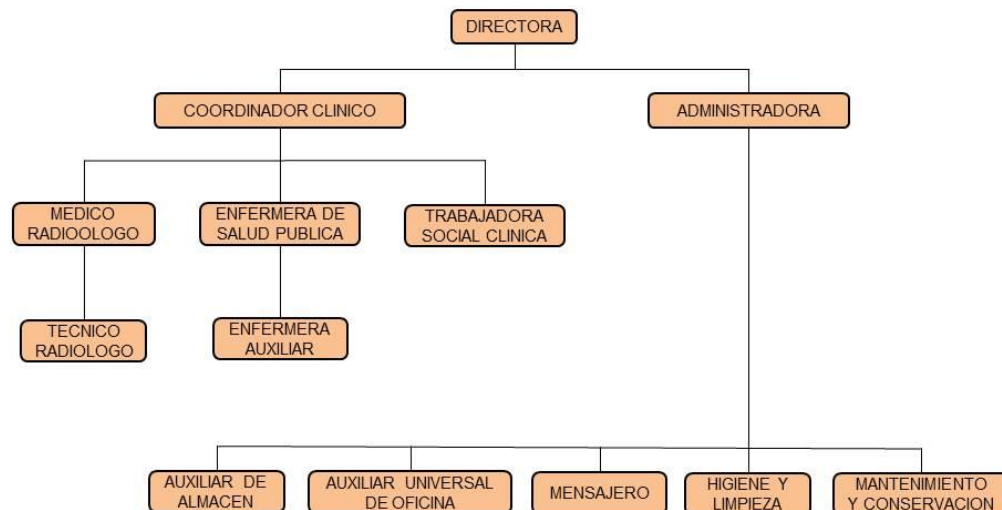 DIRECTORA
COORDINADOR CLINICO
ADMINISTRADORA
MEDICO
RADIOOLOGO
ENFERMERA DE
SALUD PUBLICA
TRABAJADORA
SOCIAL CLINICA
TECNICO
RADIOLOGO
ENFERMERA
AUXILIAR
AUXILIAR DE
ALMACEN
AUXILIAR UNIVERSAL
DE OFICINA
MENSAJERO
HIGIENE Y
LIMPIEZA
MANTENIMIENTO
Y CONSERVACION